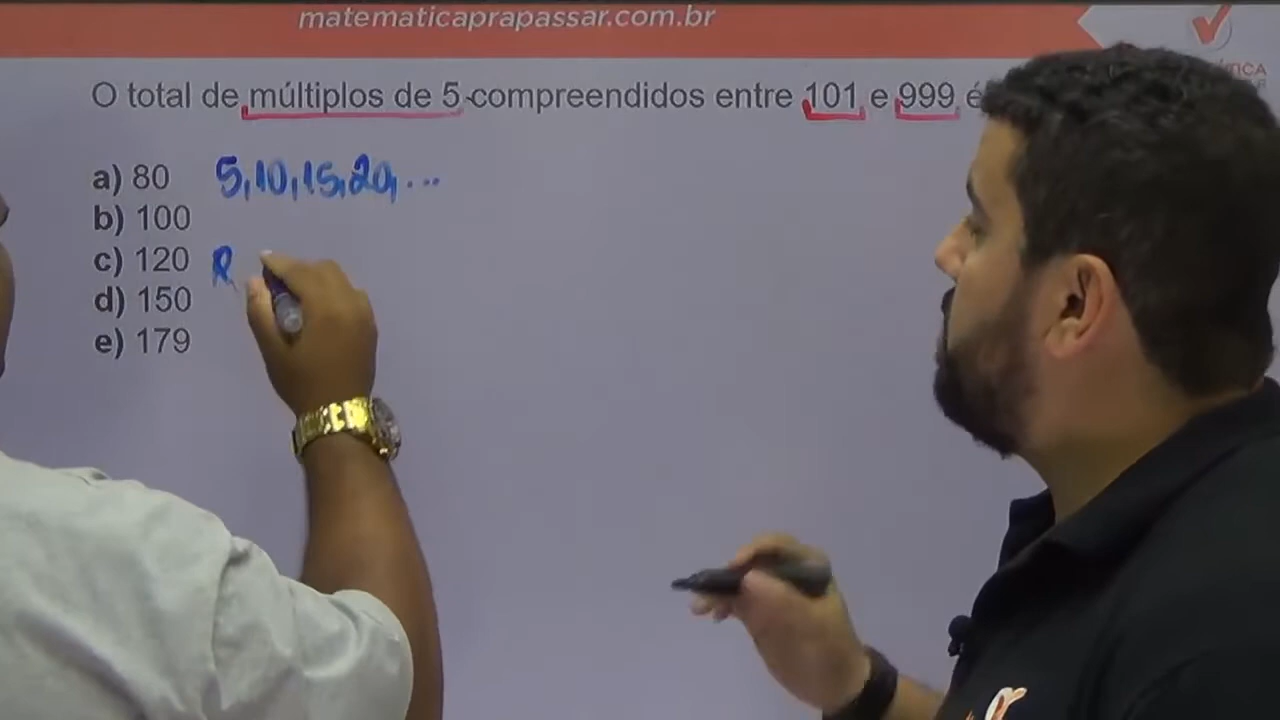 matematicaprapassar.com.br
O total de múltiplos de 5 compreendidos entre 101 e 999 é
a) 80 5, 10, 15, 20, ...
b) 100
c) 120 R
d) 150
e) 179